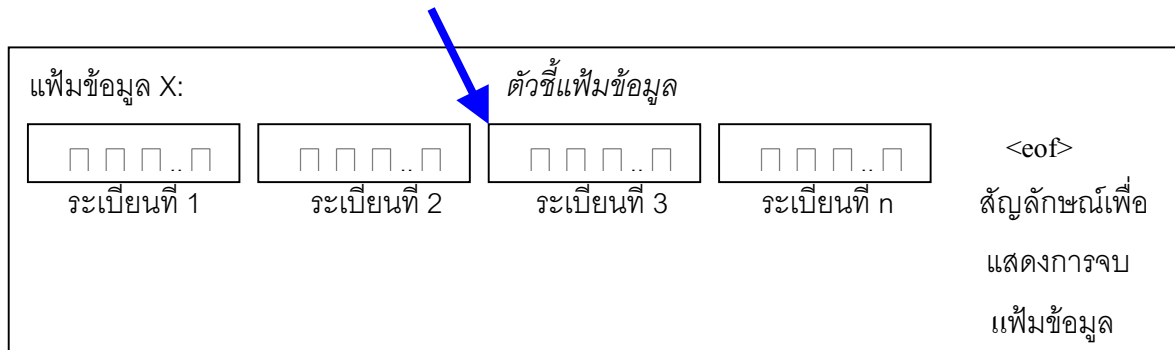 แฟ้มข้อมูล X: ตัวชี้แฟ้มข้อมูล
.. .. .. ..
<eof>
ระเบียนที่ 1 ระเบียนที่ 2 ระเบียนที่ 3 ระเบียนที่ n สัญลักษณ์เพื่อ
แสดงการจบ
แฟ้มข้อมูล